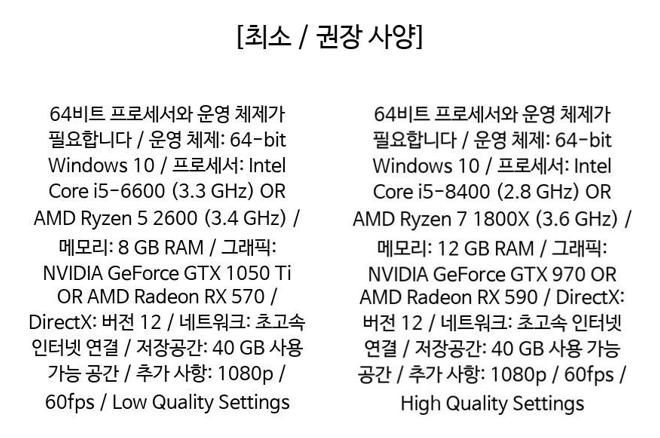 [최소 / 권장 사양]
64비트 프로세서와 운영 체제가
필요합니다 / 운영 체제: 64-bit
Windows 10 / 프로세서: Intel
Core i5-6600 (3.3 GHz) OR
AMD Ryzen 5 2600 (3.4 GHz) /
메모리: 8 GB RAM / 그래픽:
NVIDIA GeForce GTX 1050 Ti
OR AMD Radeon RX 570 /
DirectX: 버전 12 / 네트워크: 초고속
인터넷 연결 / 저장공간: 40 GB 사용
가능 공간 / 추가 사항: 1080p /
60fps / Low Quality Settings
64비트 프로세서와 운영 체제가
필요합니다 / 운영 체제: 64-bit
Windows 10 / 프로세서: Intel
Core i5-8400 (2.8 GHz) OR
AMD Ryzen 7 1800X (3.6 GHz) /
메모리: 12 GB RAM / 그래픽:
NVIDIA GeForce GTX 970 OR
AMD Radeon RX 590 / DirectX:
버전 12 / 네트워크: 초고속 인터넷
연결 / 저장공간: 40 GB 사용 가능
공간 / 추가 사항: 1080p / 60fps /
High Quality Settings